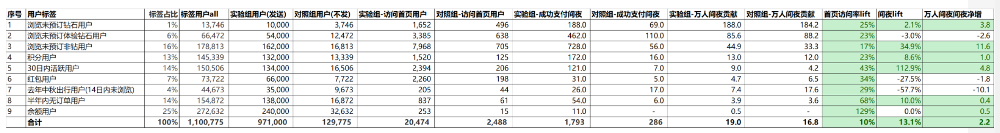 序号 用户标签 标签占比 标签用户all 实验组用户(发送) 对照组用户(不发) 实验组-访问首页用户 对照组-访问首页用户 实验组-成功支付间夜 对照组-成功支付间夜 实验组-万人间夜贡献 对照组-万人间夜贡献 首页访问率lift 间夜lift 万人间夜间夜净增
1 浏览未预订钻石用户 1% 13,746 10,000 3,746 1,652 496 188.0 69.0 188.0 184.2 25% 2.1% 3.8
2 浏览未预订体验钻石用户 6% 66,472 54,000 12,472 3,385 638 462.0 110.0 85.6 88.2 23% -3.0% -2.6
3 浏览未预订非钻用户 16% 178,813 162,000 16,813 7,968 705 728.0 56.0 44.9 33.3 17% 34.9% 11.6
4 积分用户 13% 145,339 132,000 13,339 1,520 125 172.0 16.0 13.0 12.0 23% 8.6% 1.0
5 30日内活跃用户 14% 150,506 134,000 16,506 2,394 206 121.0 7.0 9.0 4.2 43% 112.9% 4.8
6 红包用户 7% 73,722 66,000 7,722 2,260 198 31.0 5.0 4.7 6.5 34% -27.5% -1.8
7 去年中秋出行用户(14日内未浏览) 4% 44,673 35,000 9,673 205 44 26.0 17.0 7.4 17.6 29% -57.7% -10.1
8 半年内无订单用户 14% 154,872 138,000 16,872 837 61 54.0 6.0 3.9 3.6 68% 10.0% 0.4
9 余额用户 25% 272,632 240,000 32,632 253 15 11.0 - 0.5 - 129% 0.0% 0.5
合计 100% 1,100,775 971,000 129,775 20,474 2,488 1,793 286 19.0 16.8 10% 13.1% 2.2